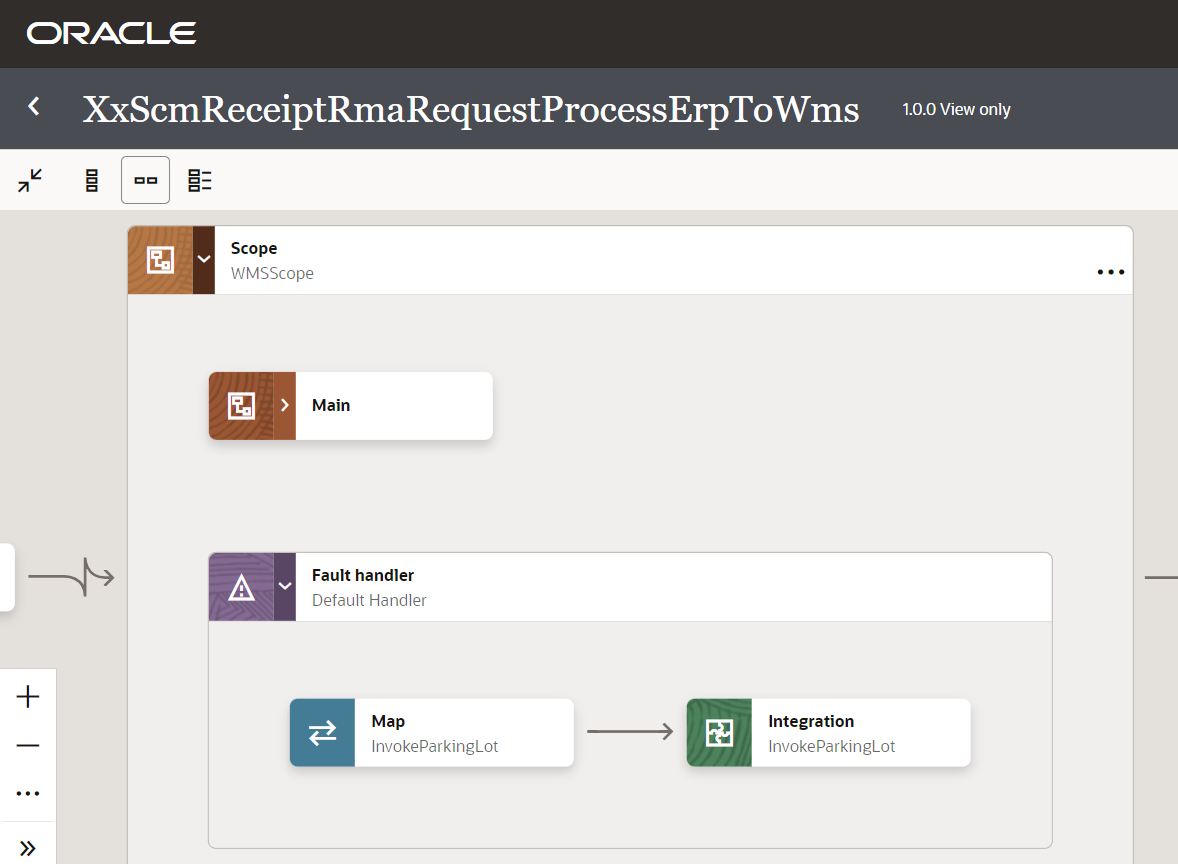 ORACLE
XxScmReceiptRmaRequestProcessErpToWms
1.0.0 View only
Scope
WMSScope
Main
Fault handler
Default Handler
Map
InvokeParkingLot
Integration
InvokeParkingLot